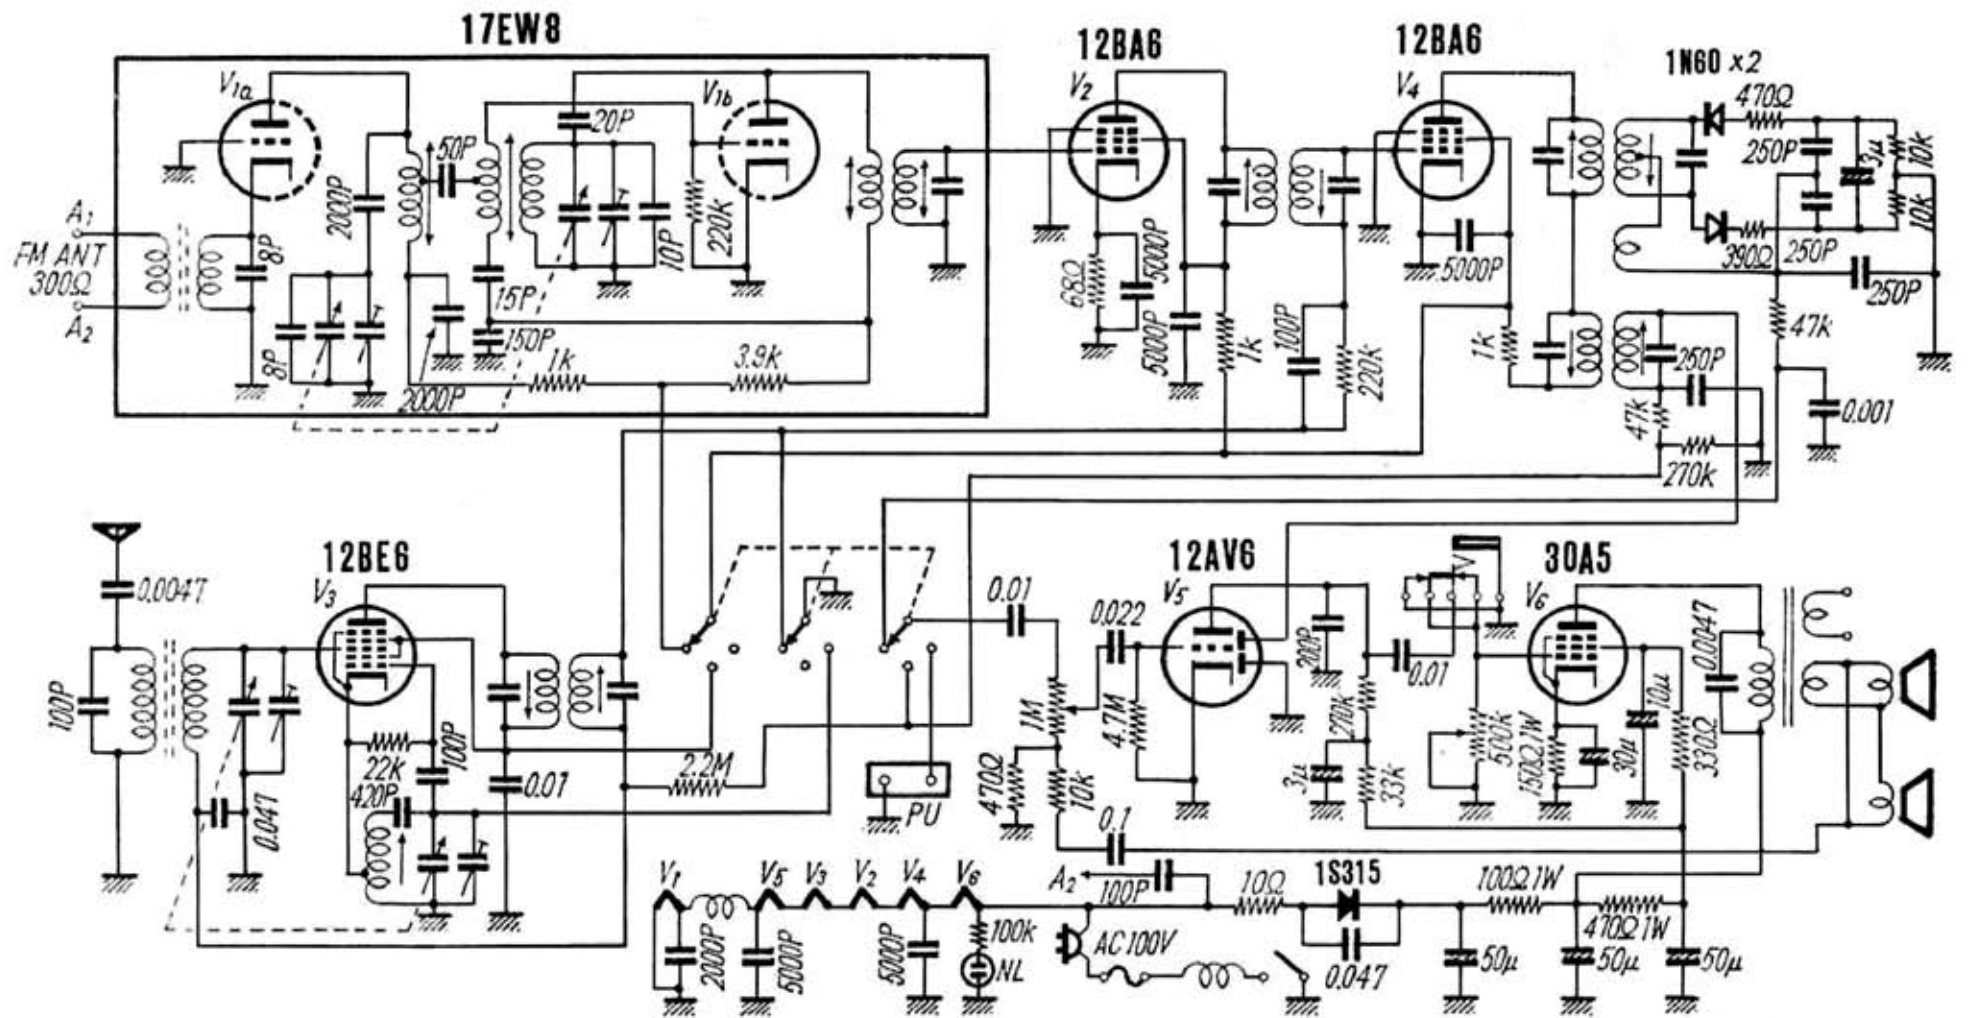 17EW8
12BA6
12BA6
1N60 ×2
V1a
V1b
V2
V4
470Ω
50P
20P
250P
3μ
10k
10k
2000P
A1
FM ANT
300Ω
A2
8P
10P
220k
68Ω
5000P
5000P
5000P
390Ω
250P
250P
8P
15P
150P
2000P
1k
3.9k
1k
100P
220k
1k
250P
47k
47k
270k
0.001
12BE6
12AV6
30A5
V3
V5
V
V6
0.0047
0.01
0.022
200P
0.01
10μ
0.0047
100P
1M
4.7M
270k
500k
150Ω1W
30μ
330Ω
22k
100P
420P
0.01
2.2M
0.047
470Ω
10k
3μ
33k
PU
0.1
V1
V5
V3
V2
V4
V6
A2
100P
10Ω
1S315
100Ω1W
470Ω1W
2000P
5000P
5000P
100k
NL
AC100V
0.047
50μ
50μ
50μ